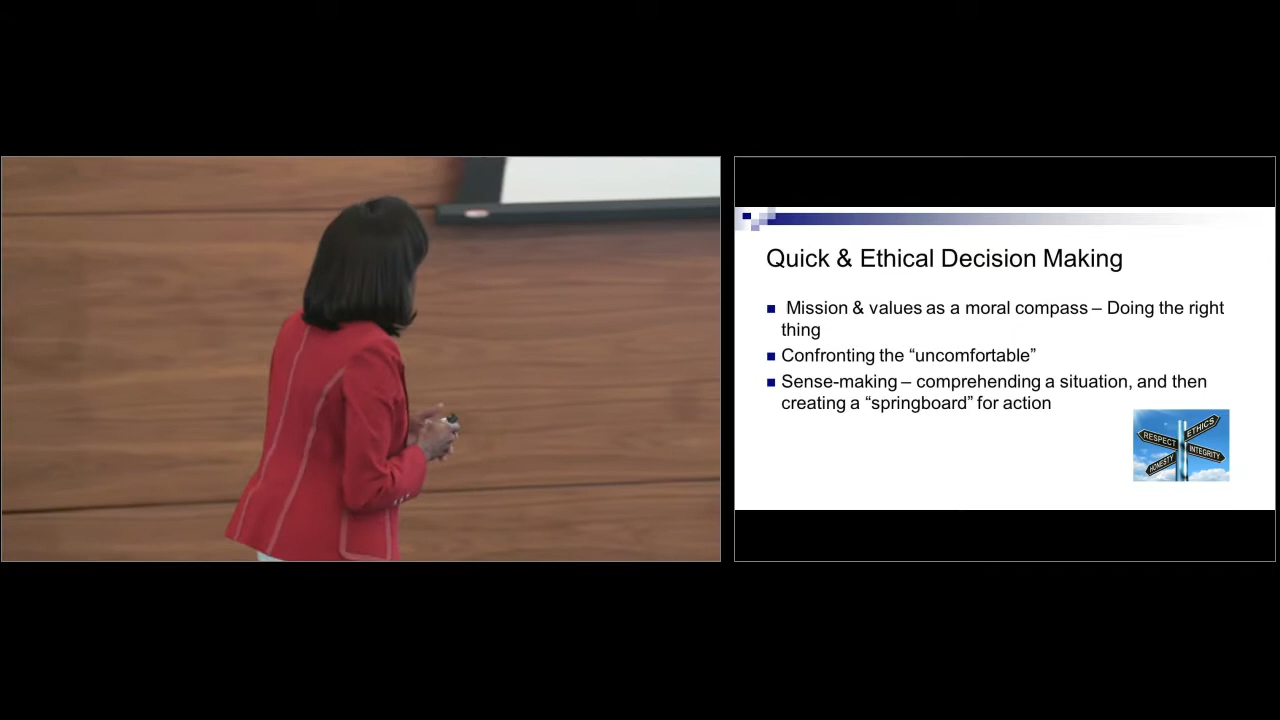 Quick & Ethical Decision Making
Mission & values as a moral compass – Doing the right
thing
Confronting the “uncomfortable”
Sense-making – comprehending a situation, and then
creating a “springboard” for action
RESPECT
ETHICS
HONESTY
INTEGRITY